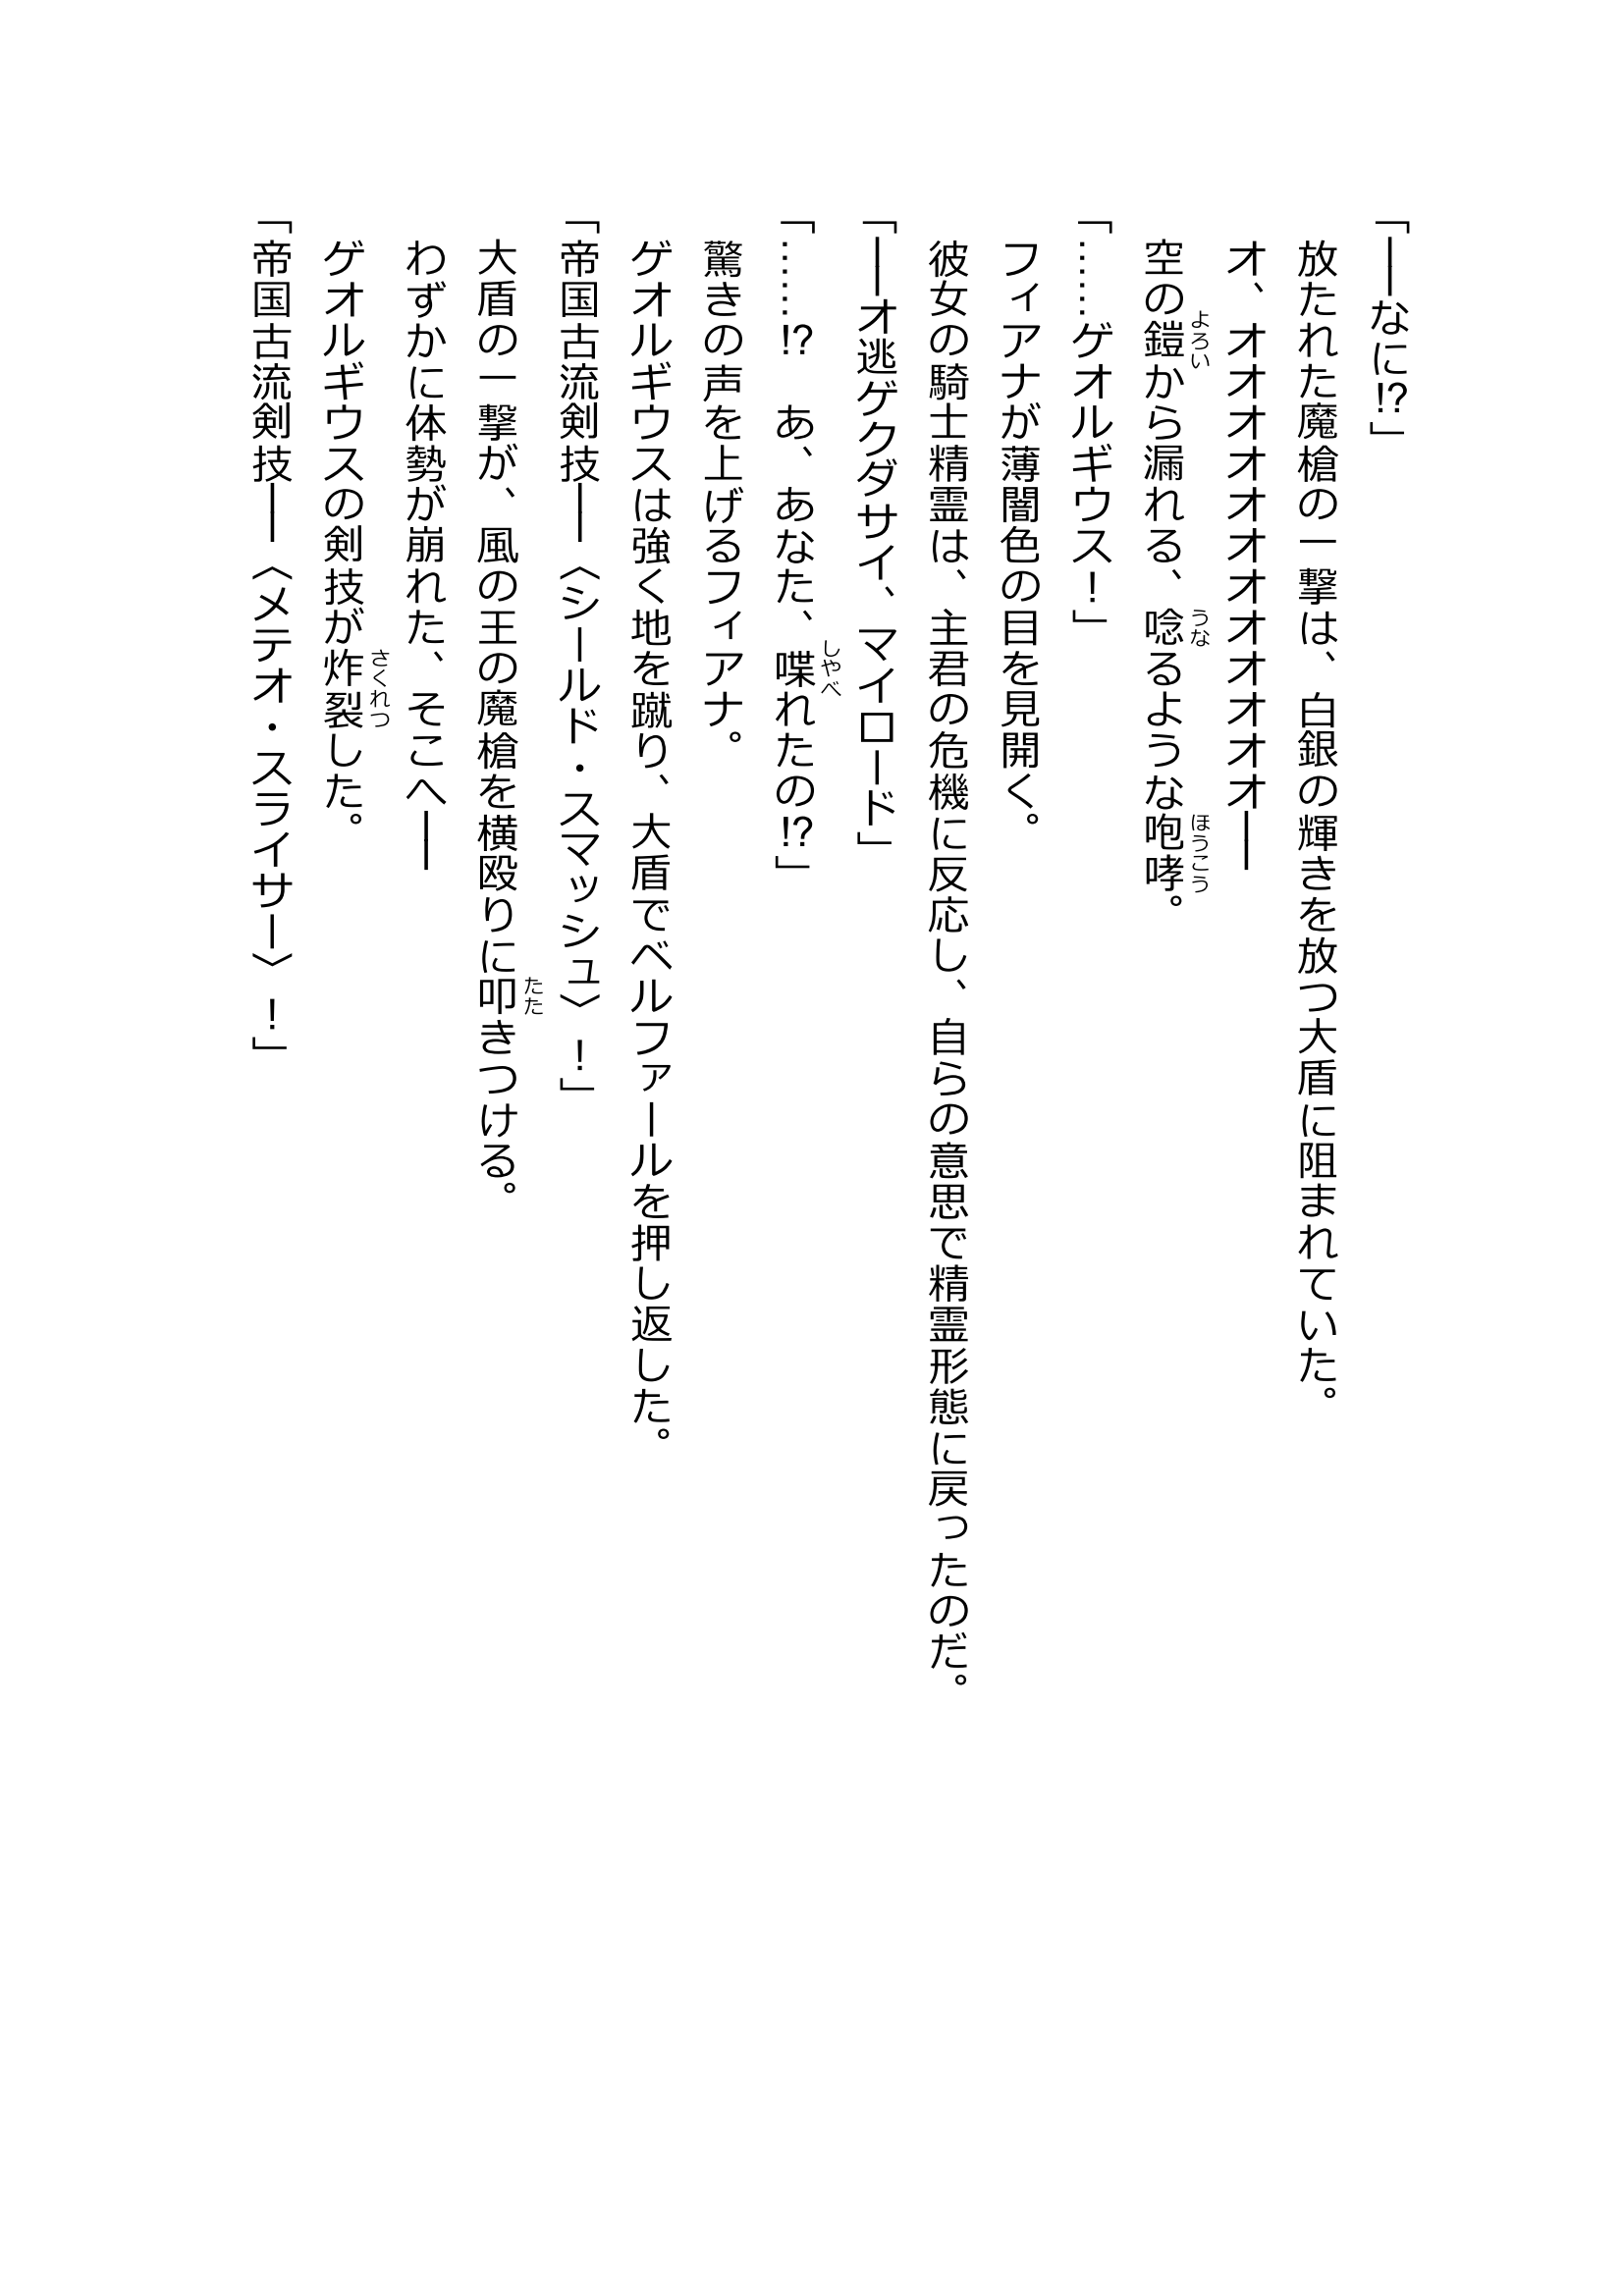 「――なに!?」
放たれた魔槍の一撃は、白銀の輝きを放つ大盾に阻まれていた。
オ、オオオオオオオオオオオオ――
空の鎧から漏れる、唸るような咆哮。
「……ゲオルギウス！」
フィアナが薄闇色の目を見開く。
彼女の騎士精霊は、主君の危機に反応し、自らの意思で精霊形態に戻ったのだ。
「――オ逃ゲクダサイ、マイロード」
「……!?　あ、あなた、喋れたの!?」
驚きの声を上げるフィアナ。
ゲオルギウスは強く地を蹴り、大盾でベルファールを押し返した。
「帝国古流剣技――〈シールド・スマッシュ〉！」
大盾の一撃が、風の王の魔槍を横殴りに叩きつける。
わずかに体勢が崩れた、そこへ――
ゲオルギウスの剣技が炸裂した。
「帝国古流剣技――〈メテオ・スライサー〉！」